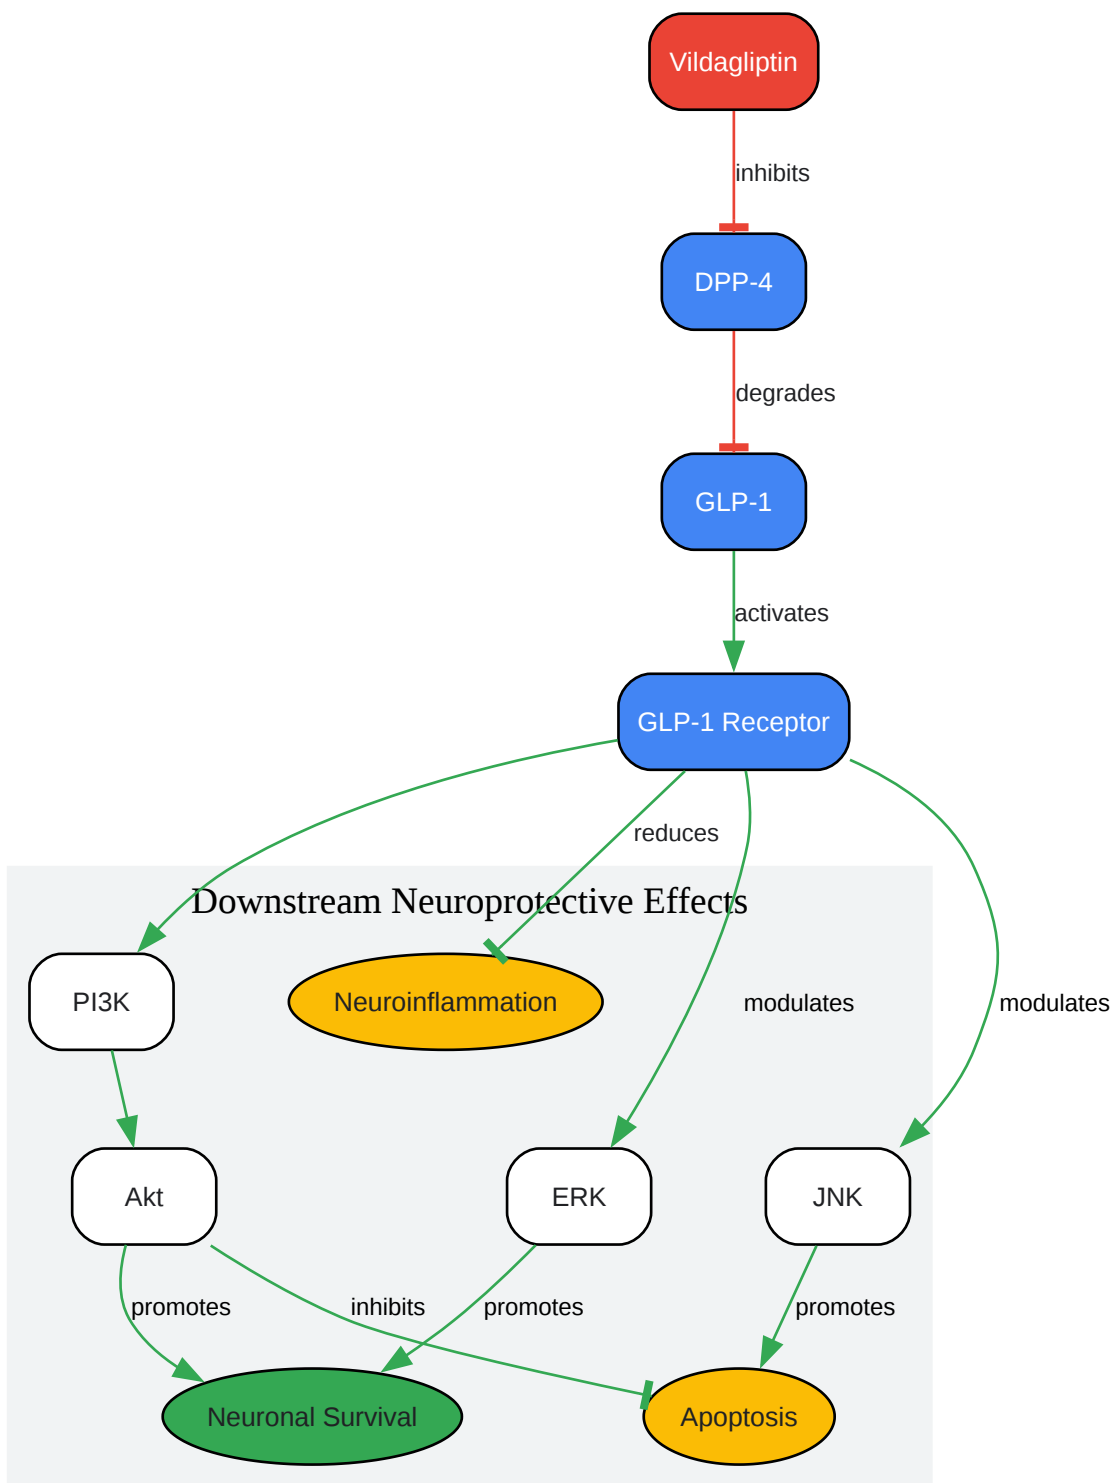 Vildagliptin
inhibits
DPP-4
degrades
GLP-1
activates
GLP-1 Receptor
reduces
Downstream Neuroprotective Effects
PI3K
Neuroinflammation
modulates
modulates
Akt
ERK
JNK
promotes
inhibits
promotes
promotes
Neuronal Survival
Apoptosis